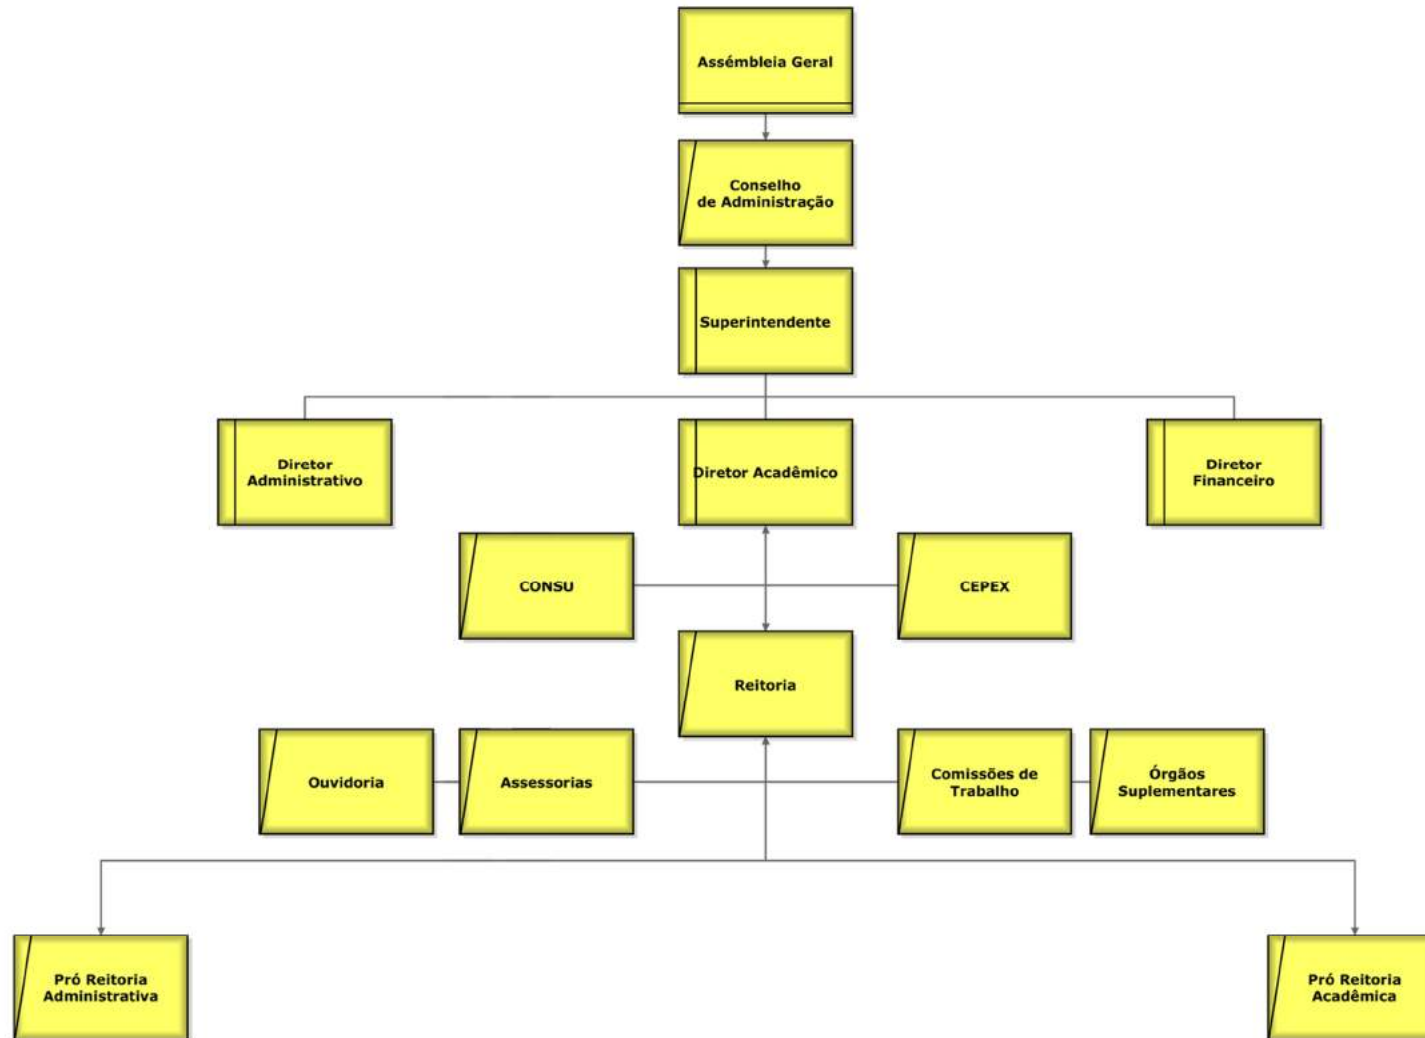 Assémbleia Geral
Conselho
de Administração
Superintendente
Diretor
Administrativo
Diretor Acadêmico
Diretor
Financeiro
CONSU
CEPEX
Reitoria
Ouvidoria
Assessorias
Comissões de
Trabalho
Órgãos
Suplementares
Pró Reitoria
Administrativa
Pró Reitoria
Acadêmica